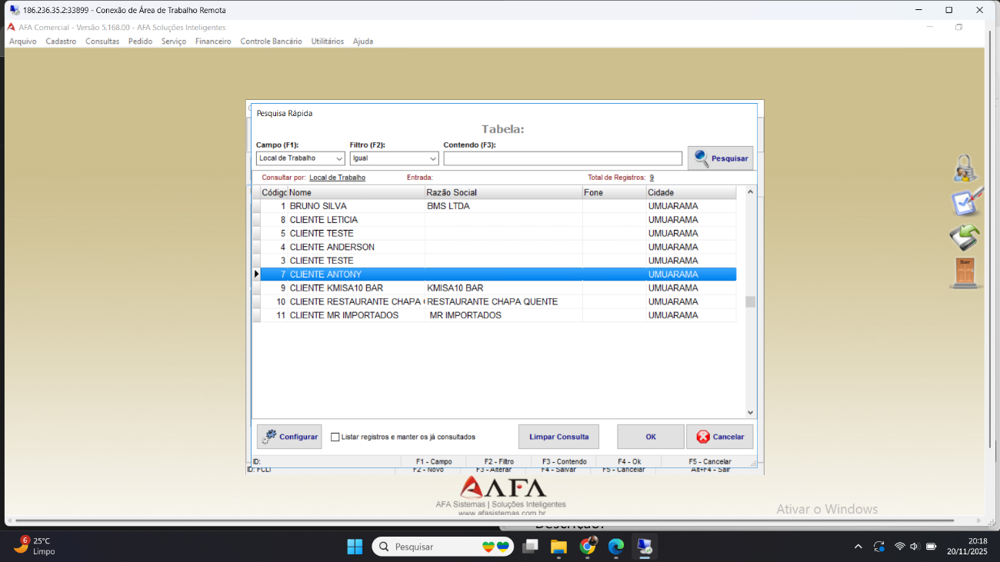 186.236.35.2:33899 - Conexão de Área de Trabalho Remota
AFA Comercial - Versão 5.168.00 - AFA Soluções Inteligentes
Arquivo Cadastro Consultas Pedido Serviço Financeiro Controle Bancário Utilitários Ajuda
Pesquisa Rápida
Tabela:
Campo (F1): Filtro (F2): Contendo (F3):
Local de Trabalho Igual Pesquisar
Consultar por: Local de Trabalho Entrada: Total de Registros: 9
Código Nome Razão Social Fone Cidade
1 BRUNO SILVA BMS LTDA UMUARAMA
8 CLIENTE LETICIA UMUARAMA
5 CLIENTE TESTE UMUARAMA
4 CLIENTE ANDERSON UMUARAMA
3 CLIENTE TESTE UMUARAMA
7 CLIENTE ANTONY UMUARAMA
9 CLIENTE KMISA10 BAR KMISA10 BAR UMUARAMA
10 CLIENTE RESTAURANTE CHAPA RESTAURANTE CHAPA QUENTE UMUARAMA
11 CLIENTE MR IMPORTADOS MR IMPORTADOS UMUARAMA
Sair
Configurar Listar registros e manter os já consultados Limpar Consulta OK Cancelar
ID: F1 - Campo F2 - Filtro F3 - Contendo F4 - Ok F5 - Cancelar
ID: FCLI F2 - Novo F3 - Alterar F4 - Salvar F5 - Cancelar Alt+F4 - Sair
AFA
AFA Sistemas | Soluções Inteligentes
www.afasistemas.com.br
Ativar o Windows
Descrição:
6 25°C
Limpo
Pesquisar
20:18
20/11/2025